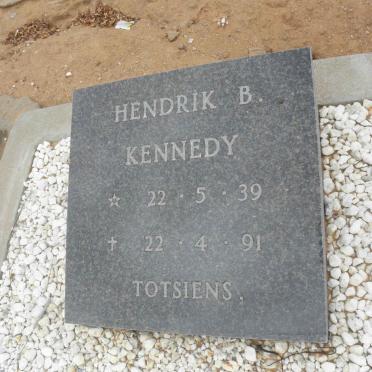 HENDRIK B.
KENNEDY
☆ 22 · 5 · 39
† 22 · 4 · 91
TOTSIENS.